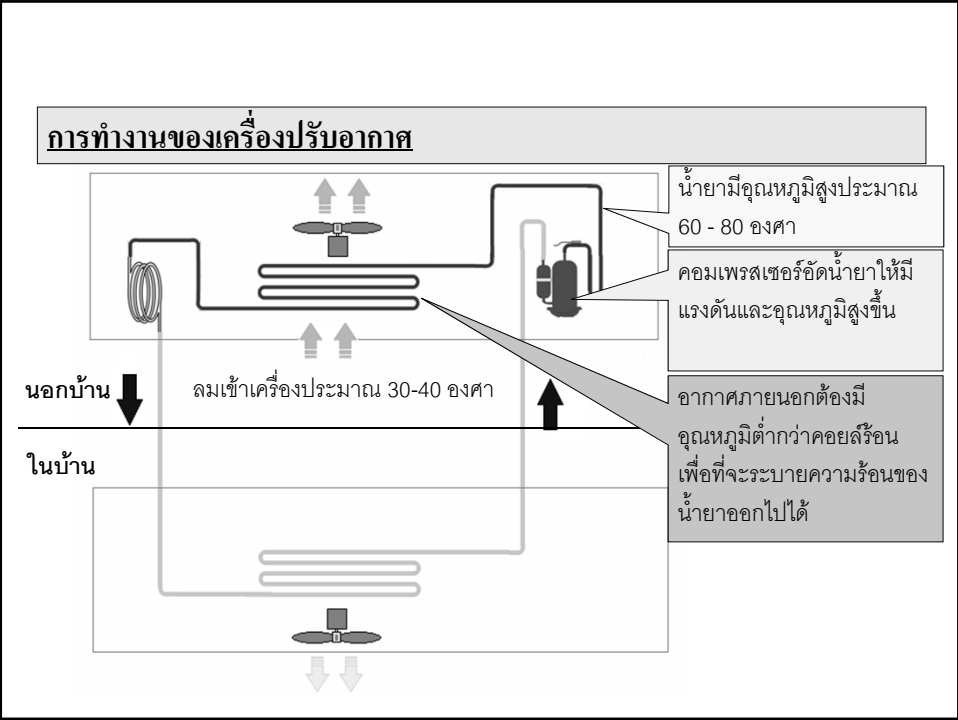 การทำงานของเครื่องปรับอากาศ
น้ำยามีอุณหภูมิสูงประมาณ
60 - 80 องศา
คอมเพรสเซอร์อัดน้ำยาให้มี
แรงดันและอุณหภูมิสูงขึ้น
นอกบ้าน
ลมเข้าเครื่องประมาณ 30-40 องศา
อากาศภายนอกต้องมี
อุณหภูมิต่ำกว่าคอยล์ร้อน
เพื่อที่จะระบายความร้อนของ
น้ำยาออกไปได้
ในบ้าน